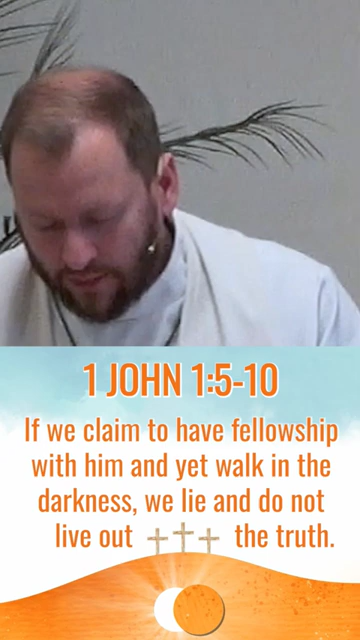 1 JOHN 1:5-10
If we claim to have fellowship
with him and yet walk in the
darkness, we lie and do not
live out the truth.